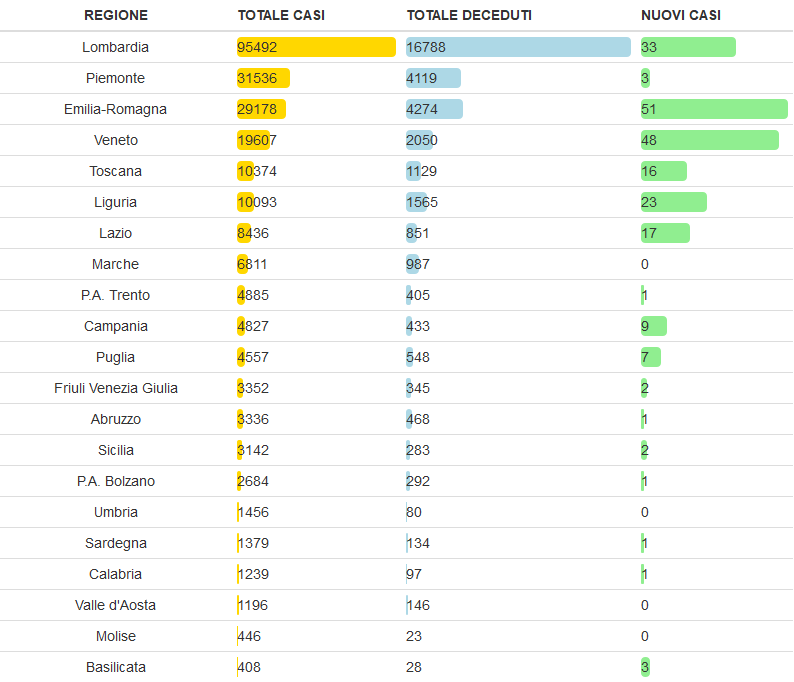 REGIONE TOTALE CASI TOTALE DECEDUTI NUOVI CASI
Lombardia 95492 16788 33
Piemonte 31536 4119 3
Emilia-Romagna 29178 4274 51
Veneto 19607 2050 48
Toscana 10374 1129 16
Liguria 10093 1565 23
Lazio 8436 851 17
Marche 6811 987 0
P.A. Trento 4885 405 1
Campania 4827 433 9
Puglia 4557 548 7
Friuli Venezia Giulia 3352 345 2
Abruzzo 3336 468 1
Sicilia 3142 283 2
P.A. Bolzano 2684 292 1
Umbria 1456 80 0
Sardegna 1379 134 1
Calabria 1239 97 1
Valle d'Aosta 1196 146 0
Molise 446 23 0
Basilicata 408 28 3